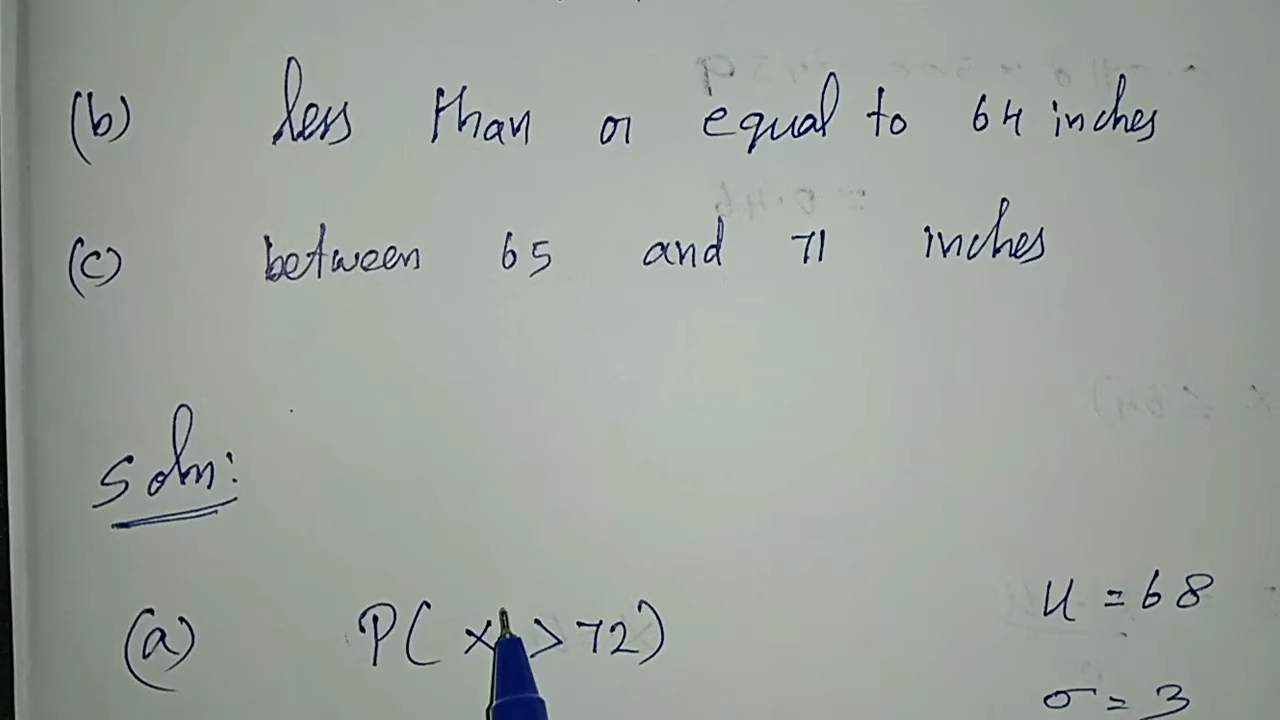 (b) less than or equal to 64 inches
(c) between 65 and 71 inches
Soln:
(a) P( x > 72)
μ = 68
σ = 3